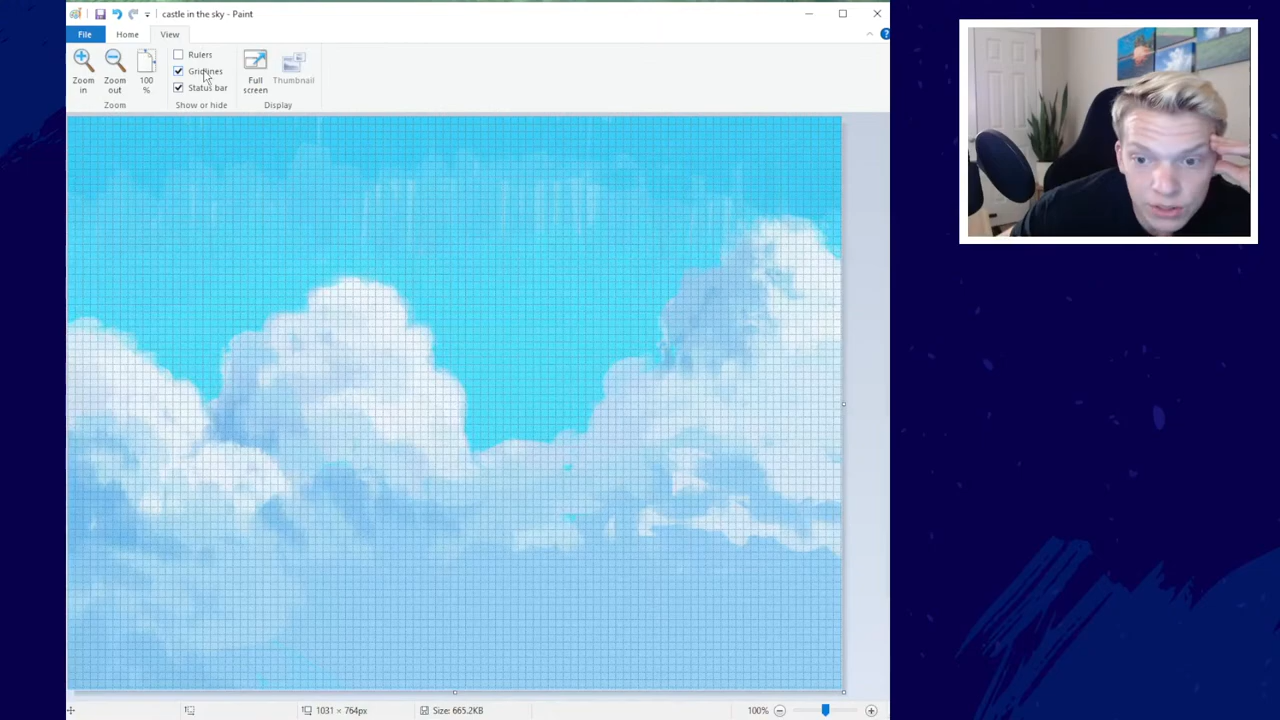 castle in the sky - Paint
File Home View
Zoom in
Zoom out
100 %
Zoom
Rulers
Gridlines
Status bar
Show or hide
Full screen
Thumbnail
Display
1031 × 764px
Size: 665.2KB
100%